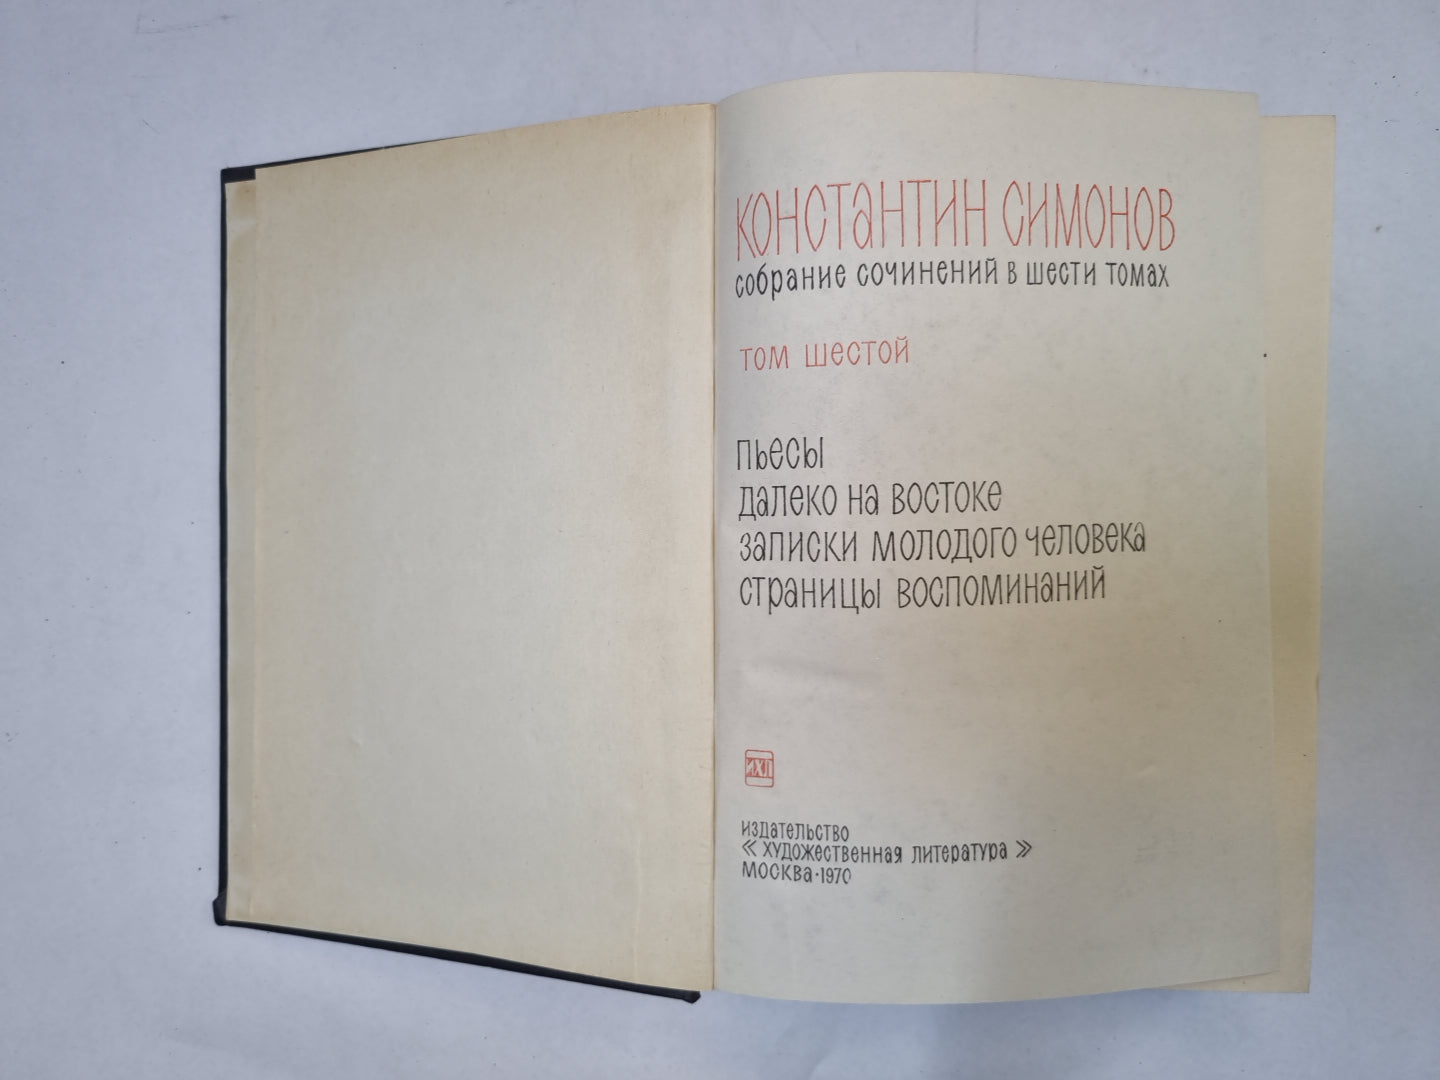 КОНСТАНТИН СИМОНОВ
собрание сочинений в шести томах
том шестой
пьесы
далеко на востоке
записки молодого человека
страницы воспоминаний
ИХЛ
издательство
«художественная литература»
москва·1970